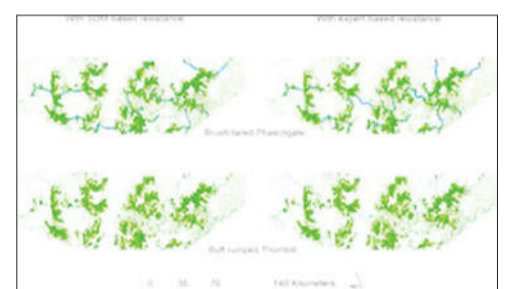 With SDM-based resistance With expert-based resistance
Brush-tailed Phascogale
Buff-rumped Thornbill
0 35 70 140 Kilometers